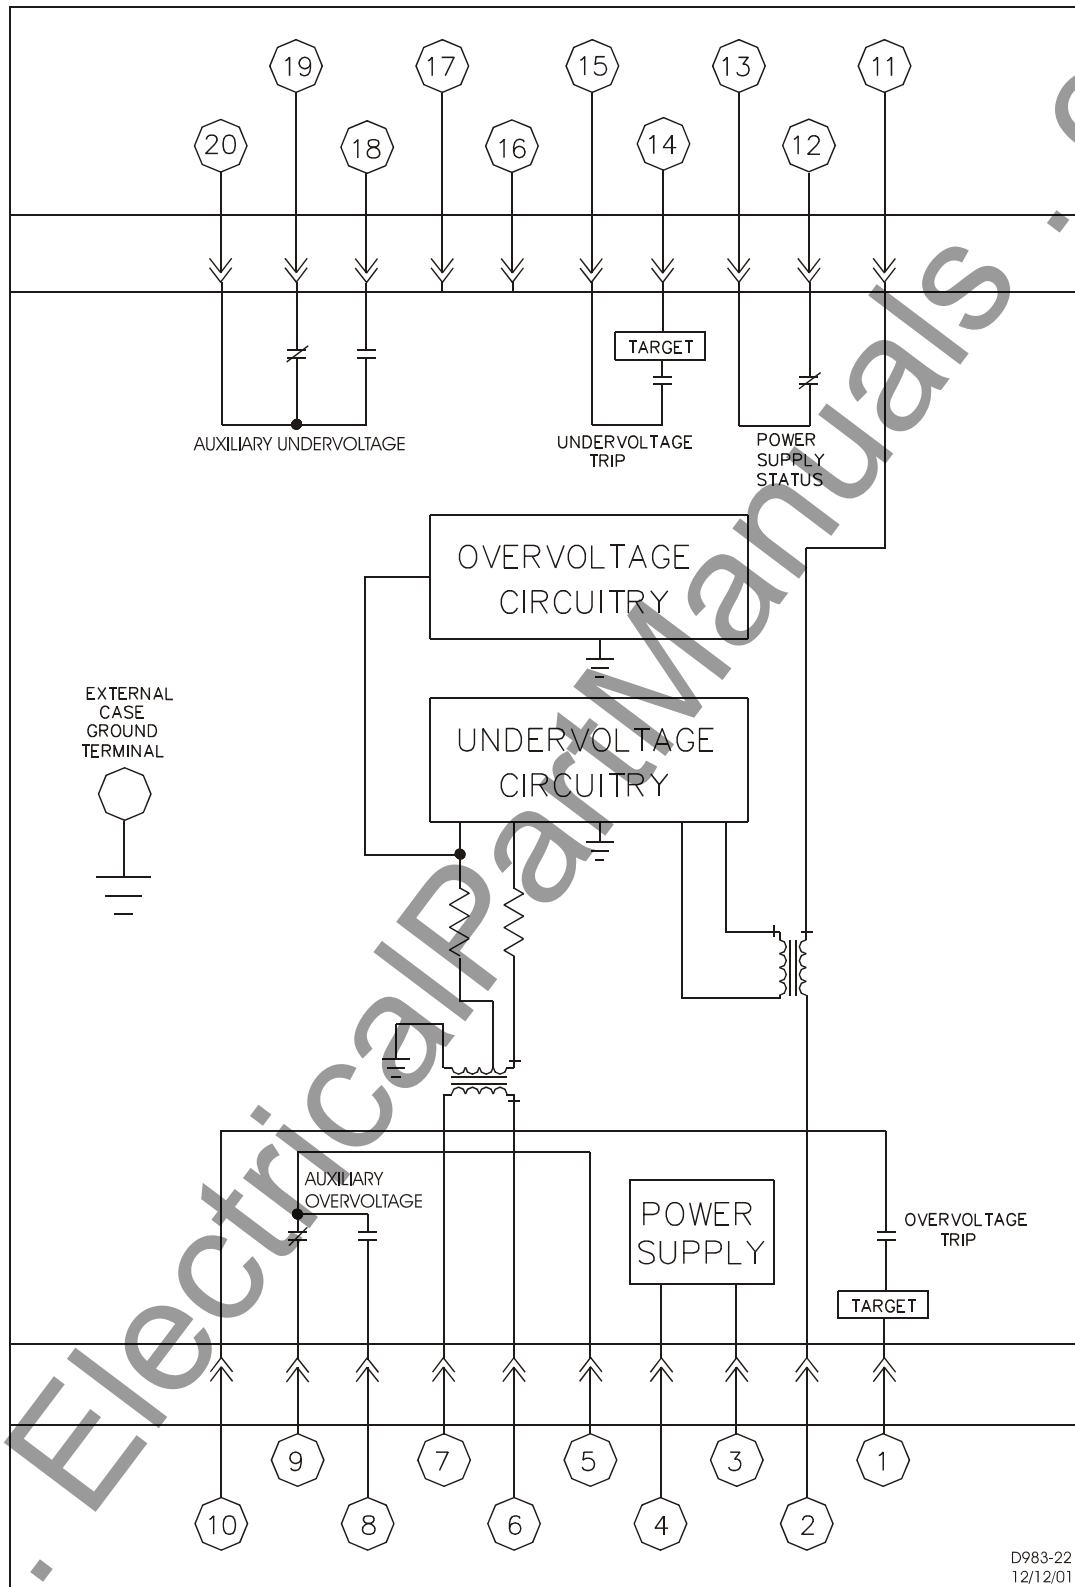 19
17
15
13
11
20
18
16
14
12
TARGET
AUXILIARY UNDERVOLTAGE
UNDERVOLTAGE
TRIP
POWER
SUPPLY
STATUS
OVERVOLTAGE
CIRCUITRY
EXTERNAL
CASE
GROUND
TERMINAL
UNDERVOLTAGE
CIRCUITRY
AUXILIARY
OVERVOLTAGE
POWER
SUPPLY
OVERVOLTAGE
TRIP
TARGET
9
7
5
3
1
10
8
6
4
2
D983-22
12/12/01
. ElectricalPartManuals .